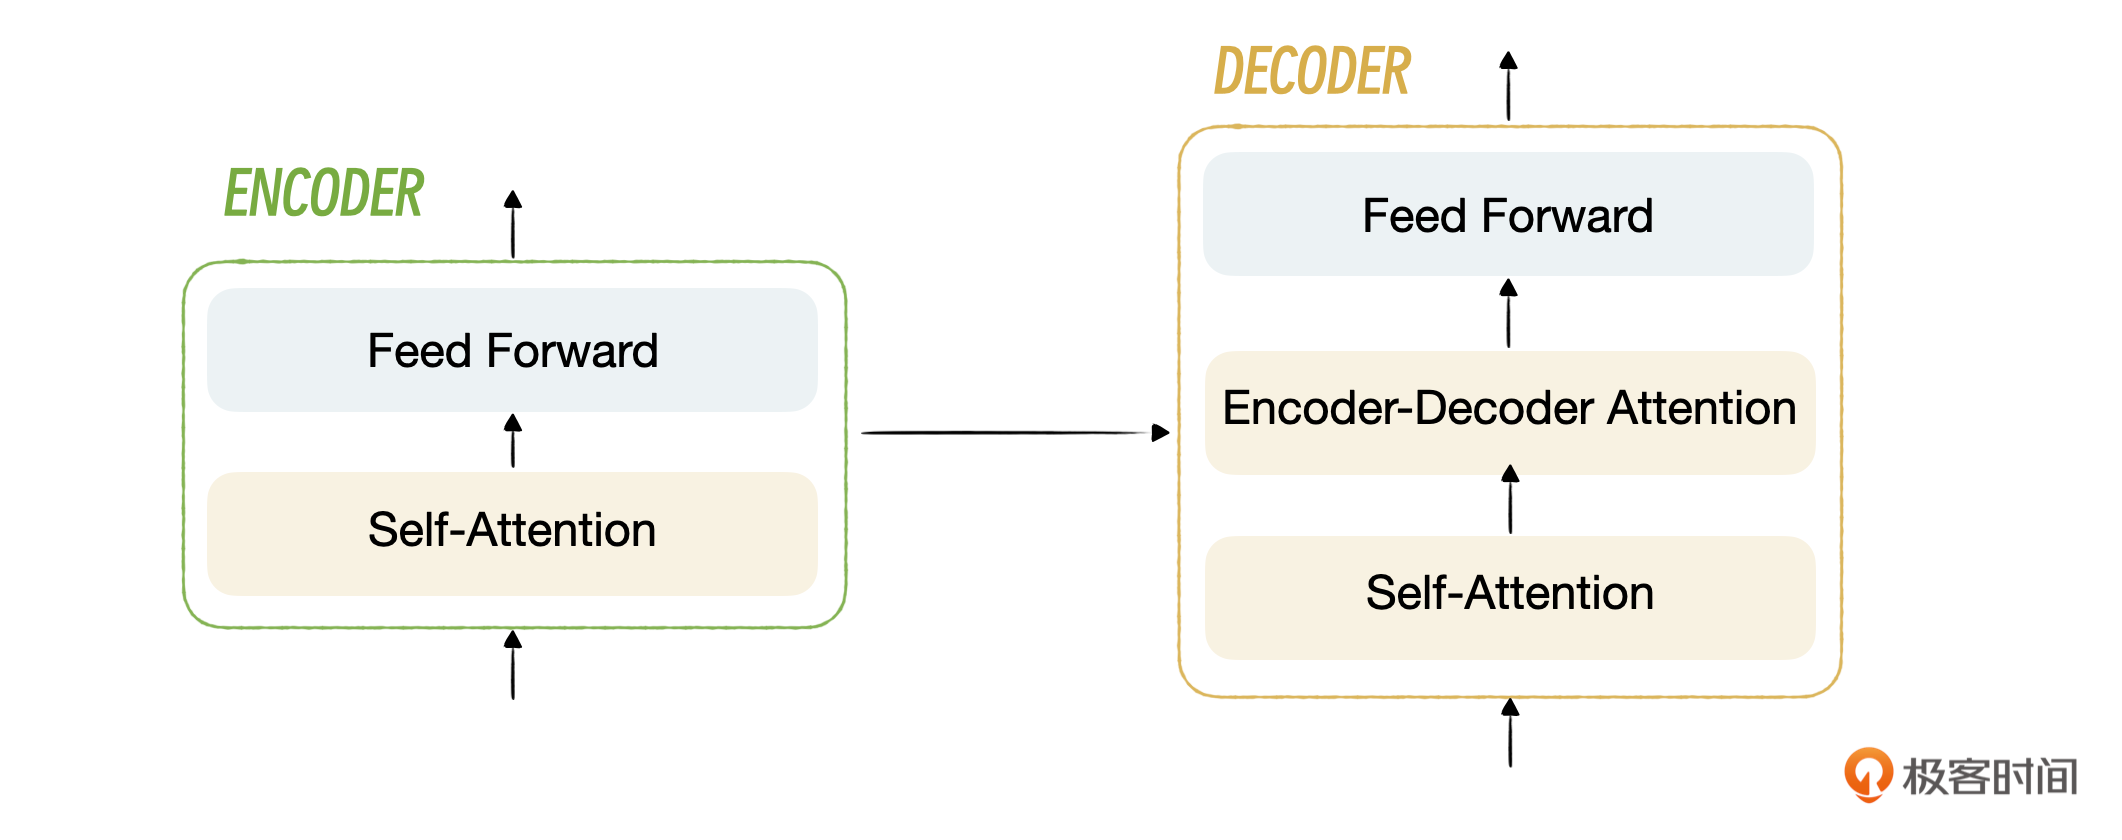 ENCODER
Feed Forward
Self-Attention
DECODER
Feed Forward
Encoder-Decoder Attention
Self-Attention
极客时间